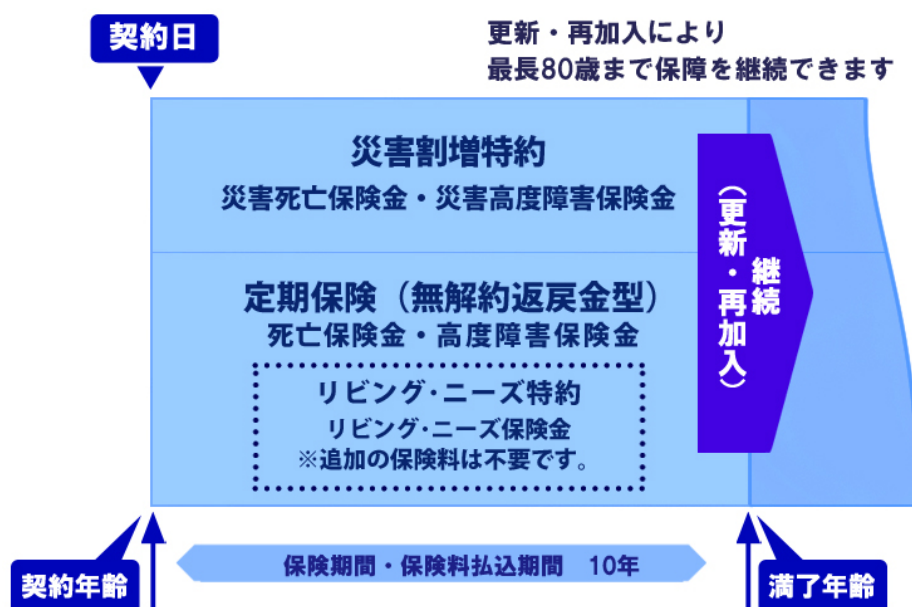 契約日
更新・再加入により
最長80歳まで保障を継続できます
災害割増特約
災害死亡保険金・災害高度障害保険金
定期保険（無解約返戻金型）
死亡保険金・高度障害保険金
リビング･ニーズ特約
リビング･ニーズ保険金
※追加の保険料は不要です。
継続
（更新・再加入）
契約年齢
保険期間・保険料払込期間　10年
満了年齢